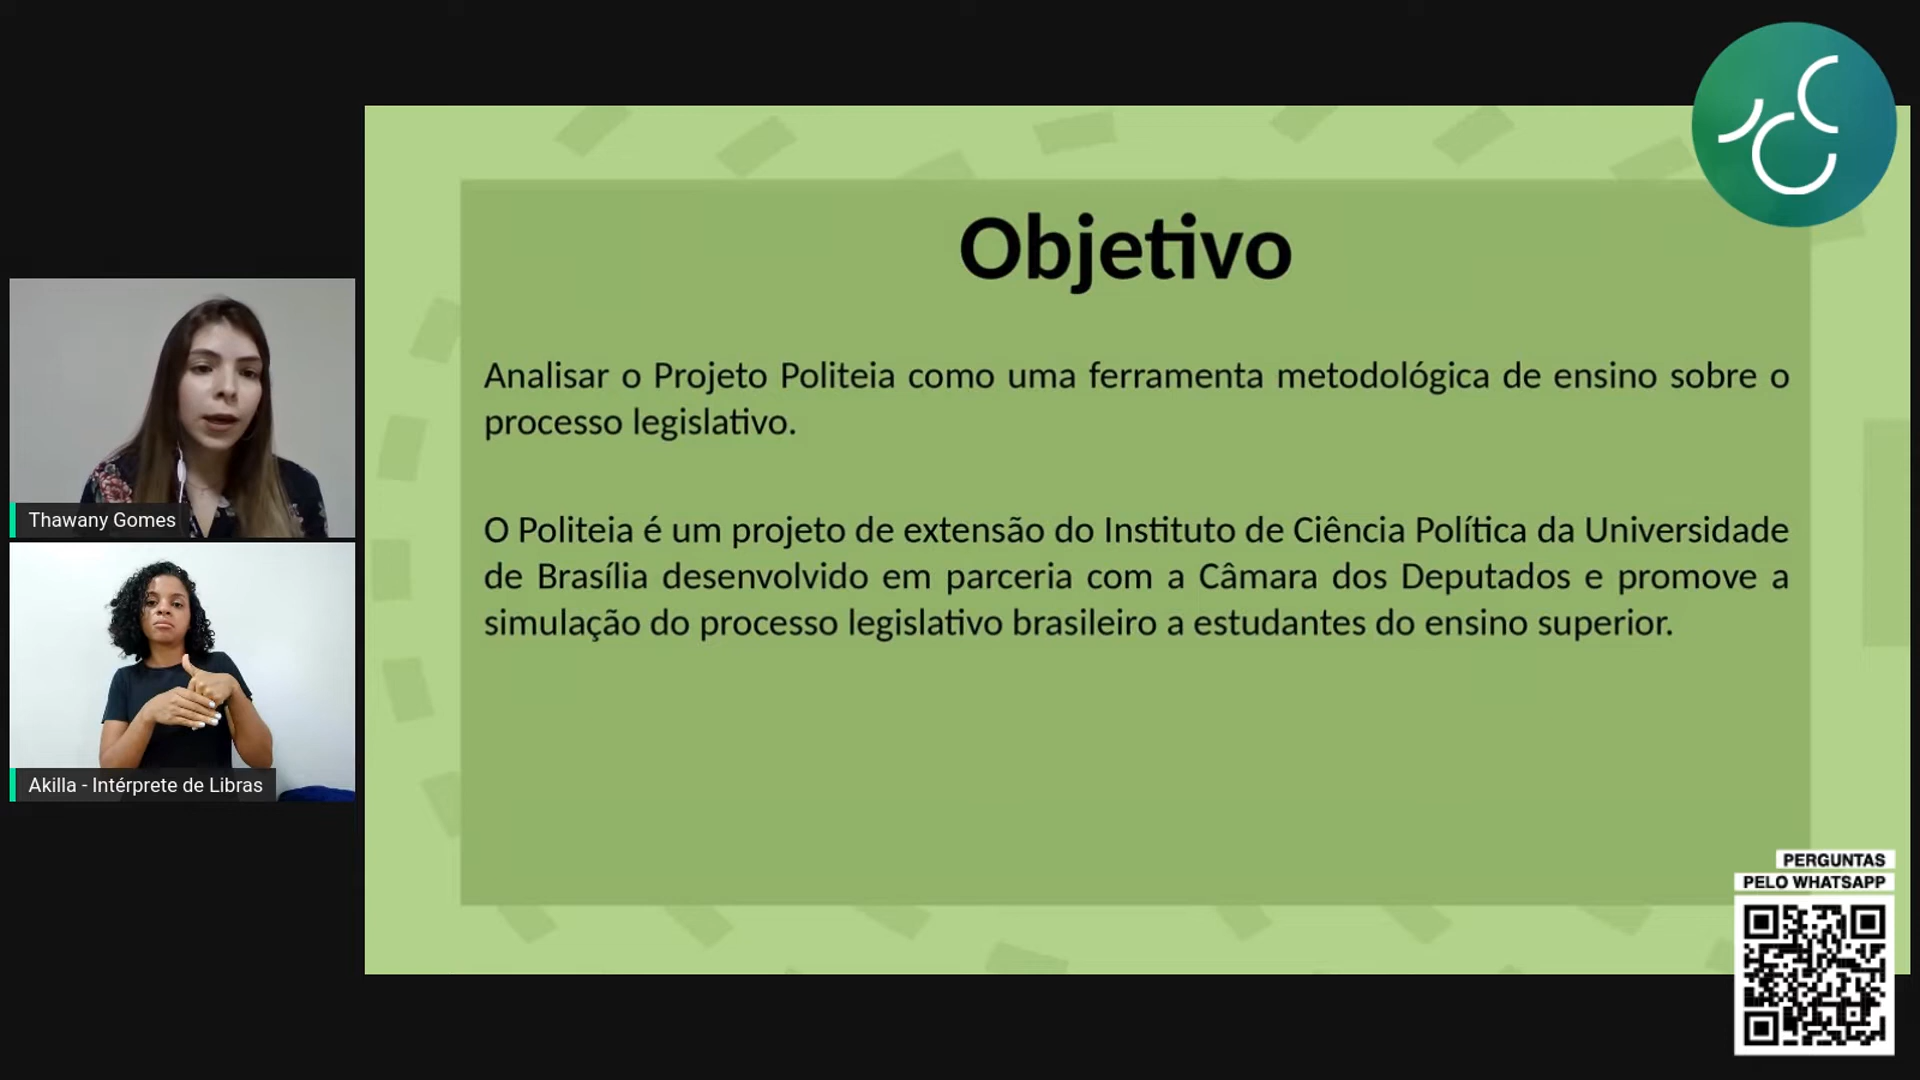 Objetivo
Analisar o Projeto Politeia como uma ferramenta metodológica de ensino sobre o
processo legislativo.
O Politeia é um projeto de extensão do Instituto de Ciência Política da Universidade
de Brasília desenvolvido em parceria com a Câmara dos Deputados e promove a
simulação do processo legislativo brasileiro a estudantes do ensino superior.
Thawany Gomes
Akilla - Intérprete de Libras
PERGUNTAS
PELO WHATSAPP